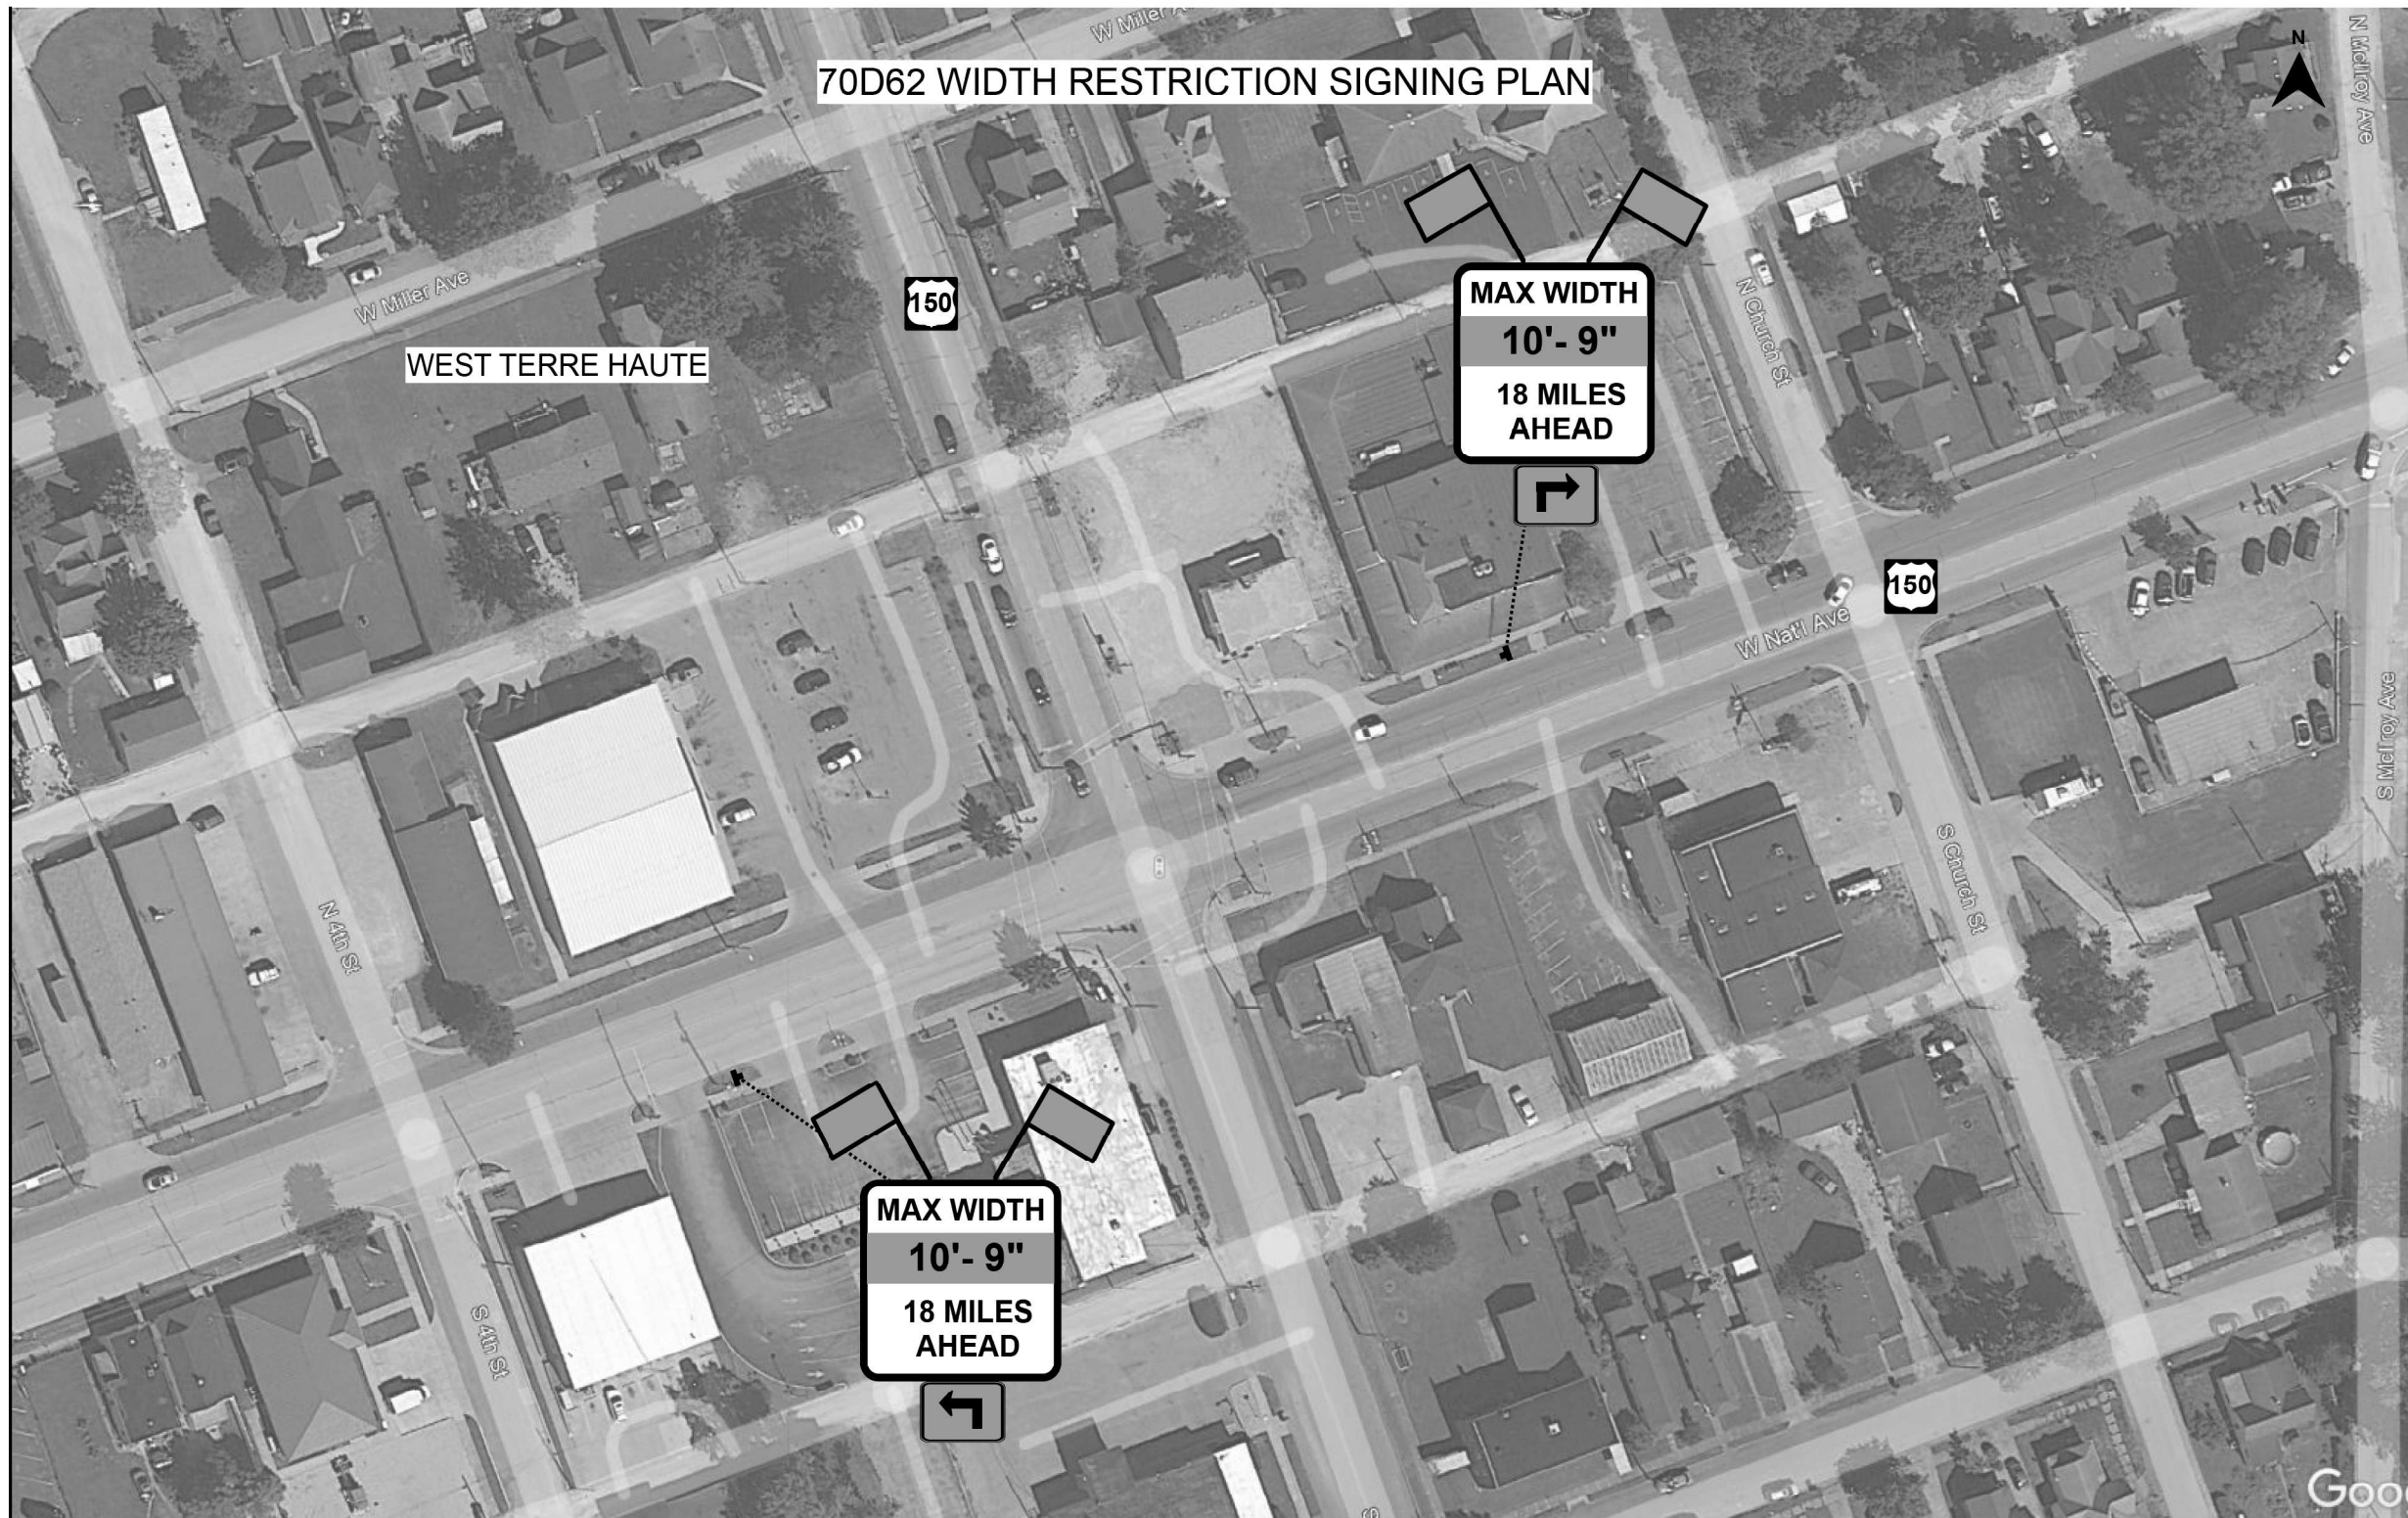 W Miller A
70D62 WIDTH RESTRICTION SIGNING PLAN
N
N McIlroy Ave
W Miller Ave
150
WEST TERRE HAUTE
MAX WIDTH
10'- 9"
18 MILES
AHEAD
N Church St
150
W Nat'l Ave
S McIlroy Ave
N 4th St
S Church St
MAX WIDTH
10'- 9"
18 MILES
AHEAD
S 4th St
S
Goo